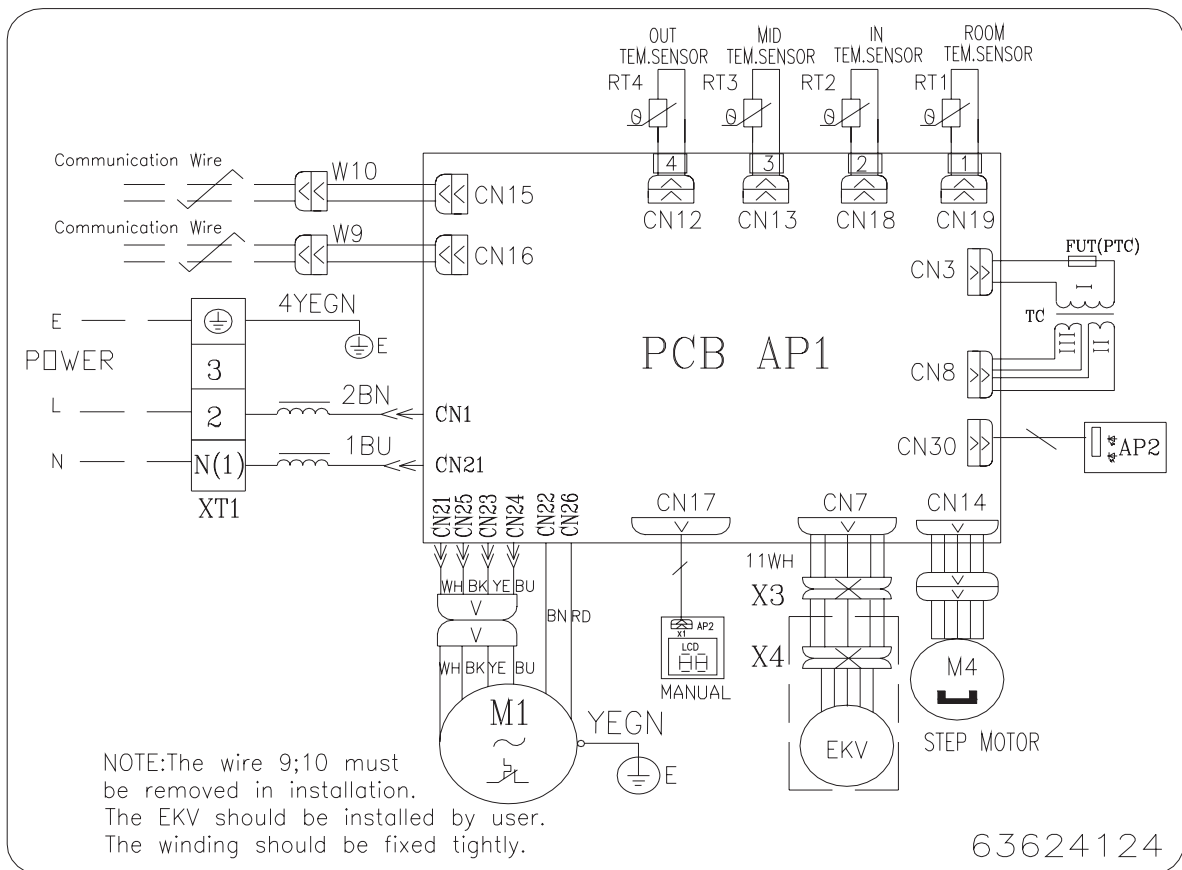 OUT TEM.SENSOR
MID TEM.SENSOR
IN TEM.SENSOR
ROOM TEM.SENSOR
RT4
RT3
RT2
RT1
θ
θ
θ
θ
4
3
2
1
CN12
CN13
CN18
CN19
Communication Wire
W10
CN15
Communication Wire
W9
CN16
CN3
FUT(PTC)
I
TC
III
II
CN8
E
4YEGN
E
POWER
3
PCB AP1
L
2
2BN
CN1
CN30
AP2
N
N(1)
1BU
CN21
XT1
CN21
CN25
CN23
CN24
CN22
CN26
CN17
CN7
CN14
WH
BK
YE
BU
BN
RD
11WH
X3
X4
AP2
X1
LCD
88
MANUAL
WH
BK
YE
BU
M1
YEGN
E
EKV
M4
STEP MOTOR
NOTE:The wire 9;10 must
be removed in installation.
The EKV should be installed by user.
The winding should be fixed tightly.
63624124